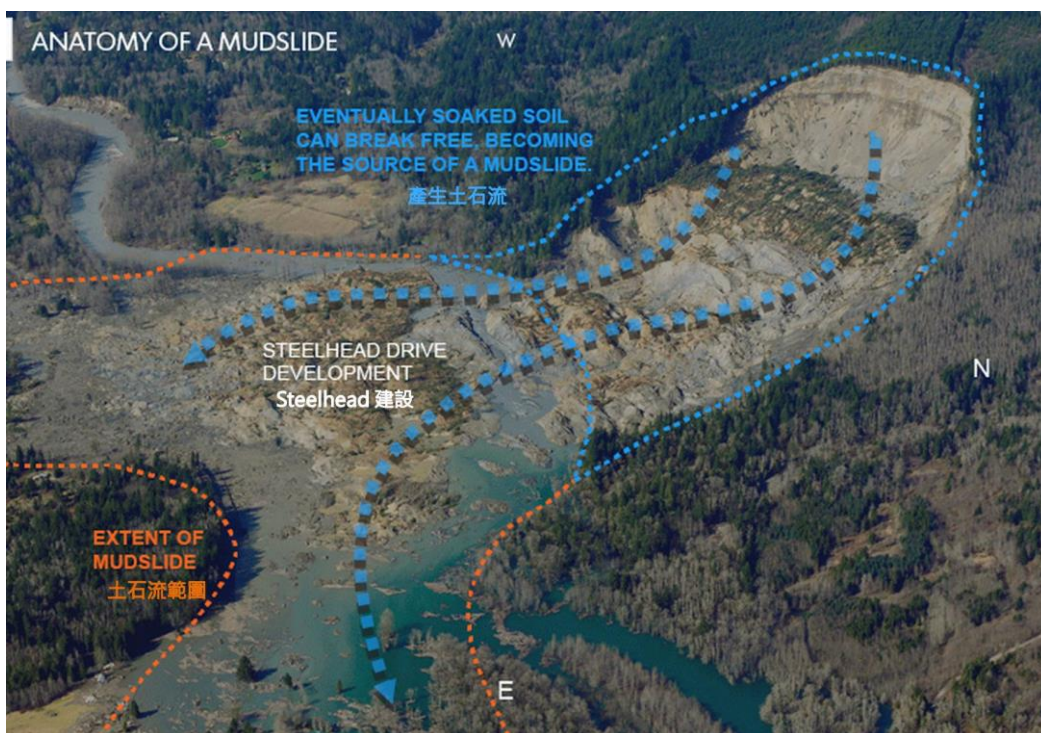 ANATOMY OF A MUDSLIDE
W
EVENTUALLY SOAKED SOIL
CAN BREAK FREE, BECOMING
THE SOURCE OF A MUDSLIDE.
產生土石流
STEELHEAD DRIVE
DEVELOPMENT
Steelhead 建設
N
EXTENT OF
MUDSLIDE
土石流範圍
E